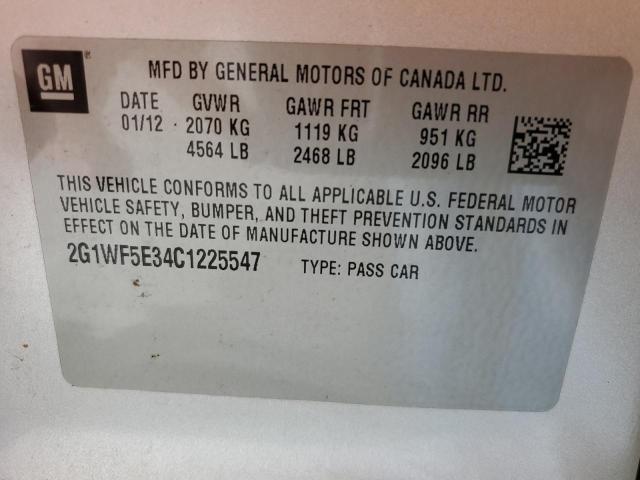 GM
®
MFD BY GENERAL MOTORS OF CANADA LTD.
DATE GVWR GAWR FRT GAWR RR
01/12 2070 KG 1119 KG 951 KG
4564 LB 2468 LB 2096 LB
THIS VEHICLE CONFORMS TO ALL APPLICABLE U.S. FEDERAL MOTOR
VEHICLE SAFETY, BUMPER, AND THEFT PREVENTION STANDARDS IN
EFFECT ON THE DATE OF MANUFACTURE SHOWN ABOVE.
2G1WF5E34C1225547 TYPE: PASS CAR